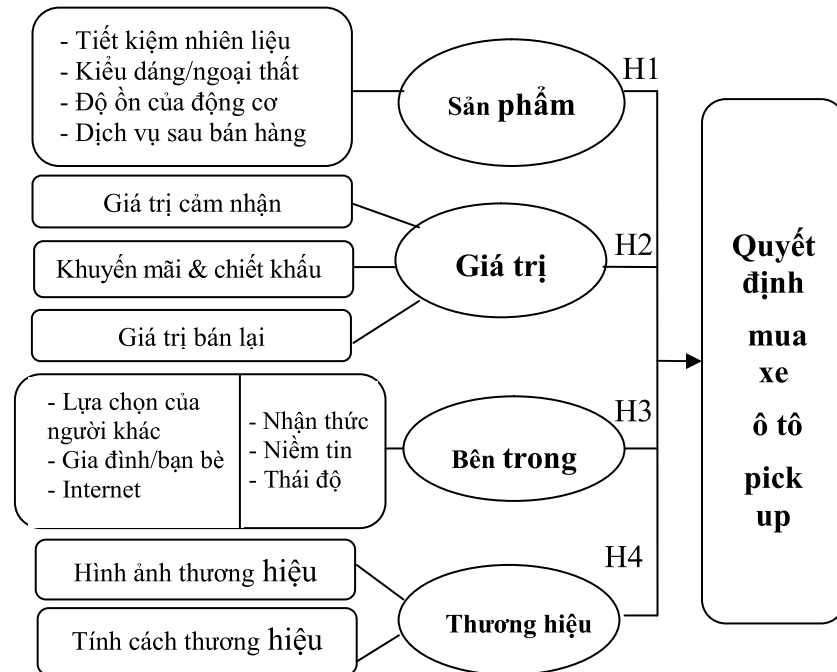 - Tiết kiệm nhiên liệu
- Kiểu dáng/ngoại thất
- Độ ồn của động cơ
- Dịch vụ sau bán hàng
Sản phẩm
H1
Giá trị cảm nhận
Khuyến mãi & chiết khấu
Giá trị bán lại
Giá trị
H2
- Lựa chọn của
người khác
- Gia đình/bạn bè
- Internet
- Nhận thức
- Niềm tin
- Thái độ
Bên trong
H3
Hình ảnh thương hiệu
Tính cách thương hiệu
Thương hiệu
H4
Quyết
định
mua
xe
ô tô
pick
up